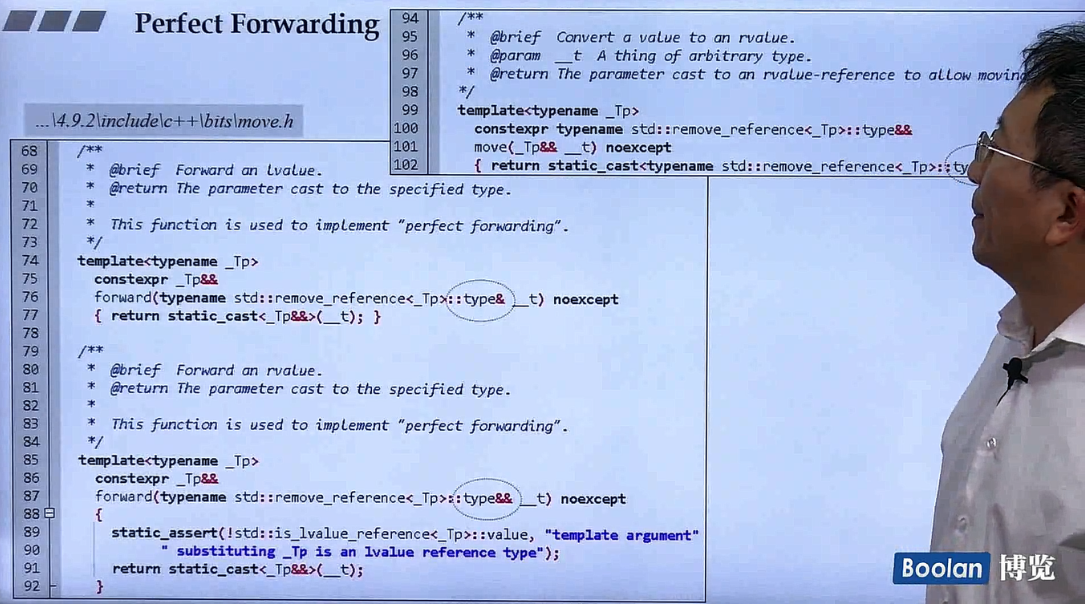 Perfect Forwarding
...\4.9.2\include\c++\bits\move.h
94 /**
95 * @brief Convert a value to an rvalue.
96 * @param __t A thing of arbitrary type.
97 * @return The parameter cast to an rvalue-reference to allow moving
98 */
99 template<typename _Tp>
100 constexpr typename std::remove_reference<_Tp>::type&&
101 move(_Tp&& __t) noexcept
102 { return static_cast<typename std::remove_reference<_Tp>::ty
68 /**
69 * @brief Forward an lvalue.
70 * @return The parameter cast to the specified type.
71 *
72 * This function is used to implement "perfect forwarding".
73 */
74 template<typename _Tp>
75 constexpr _Tp&&
76 forward(typename std::remove_reference<_Tp>::type& __t) noexcept
77 { return static_cast<_Tp&&>(__t); }
78
79 /**
80 * @brief Forward an rvalue.
81 * @return The parameter cast to the specified type.
82 *
83 * This function is used to implement "perfect forwarding".
84 */
85 template<typename _Tp>
86 constexpr _Tp&&
87 forward(typename std::remove_reference<_Tp>::type&& __t) noexcept
88 {
89 static_assert(!std::is_lvalue_reference<_Tp>::value, "template argument"
90 " substituting _Tp is an lvalue reference type");
91 return static_cast<_Tp&&>(__t);
92 }
Boolan 博览